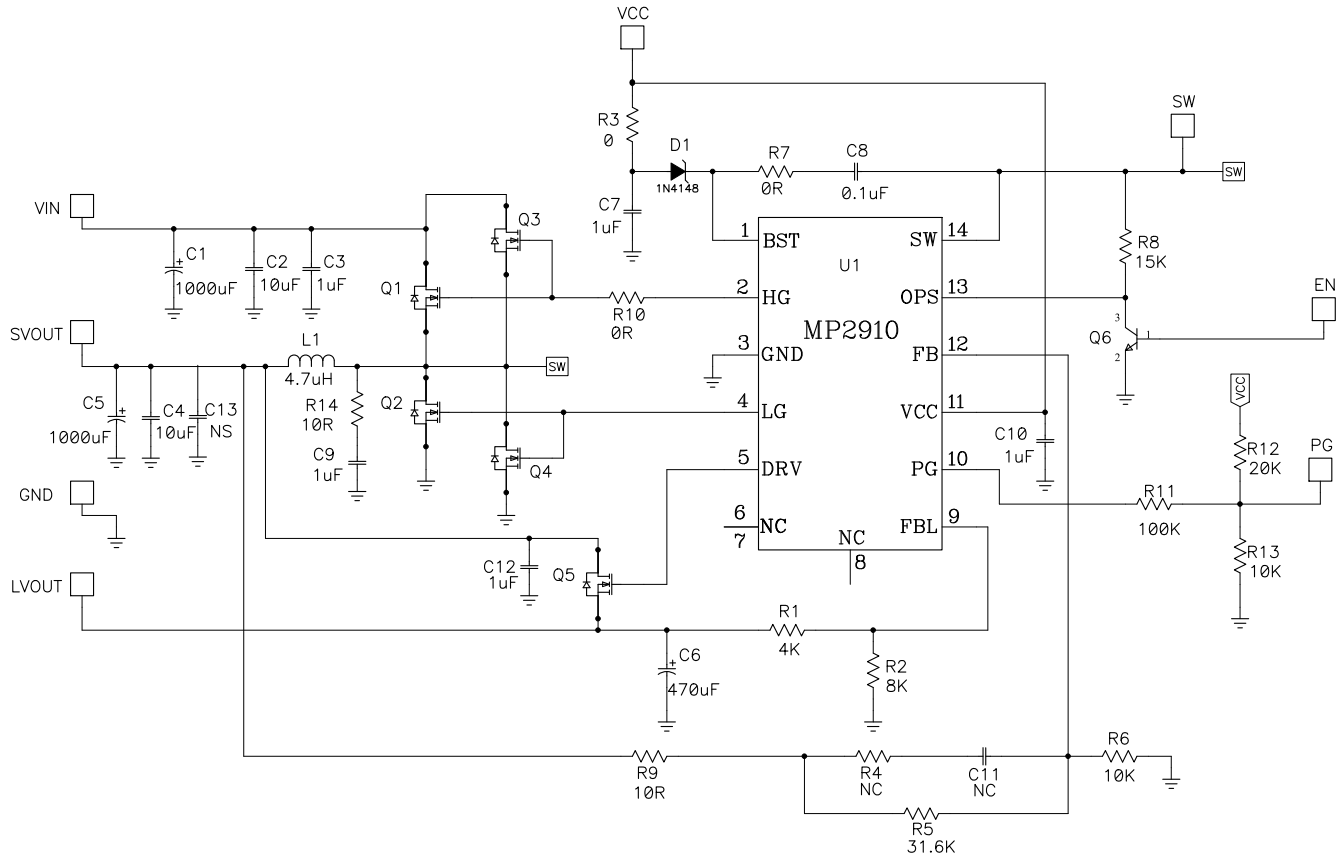 VCC
R3
0
D1
1N4148
R7
0R
C8
0.1uF
SW
SW
C7
1uF
VIN
C1
1000uF
C2
10uF
C3
1uF
Q3
Q1
R10
0R
1
BST
SW
14
U1
2
HG
OPS
13
MP2910
3
GND
FB
12
4
LG
VCC
11
5
DRV
PG
10
6
NC
7
NC
8
FBL
9
R8
15K
EN
Q6
3
1
2
SVOUT
L1
4.7uH
SW
C5
1000uF
C4
10uF
C13
NS
R14
10R
C9
1uF
Q2
Q4
C10
1uF
VCC
R12
20K
PG
R11
100K
R13
10K
GND
C12
1uF
Q5
LVOUT
R1
4K
C6
470uF
R2
8K
R9
10R
R4
NC
C11
NC
R6
10K
R5
31.6K